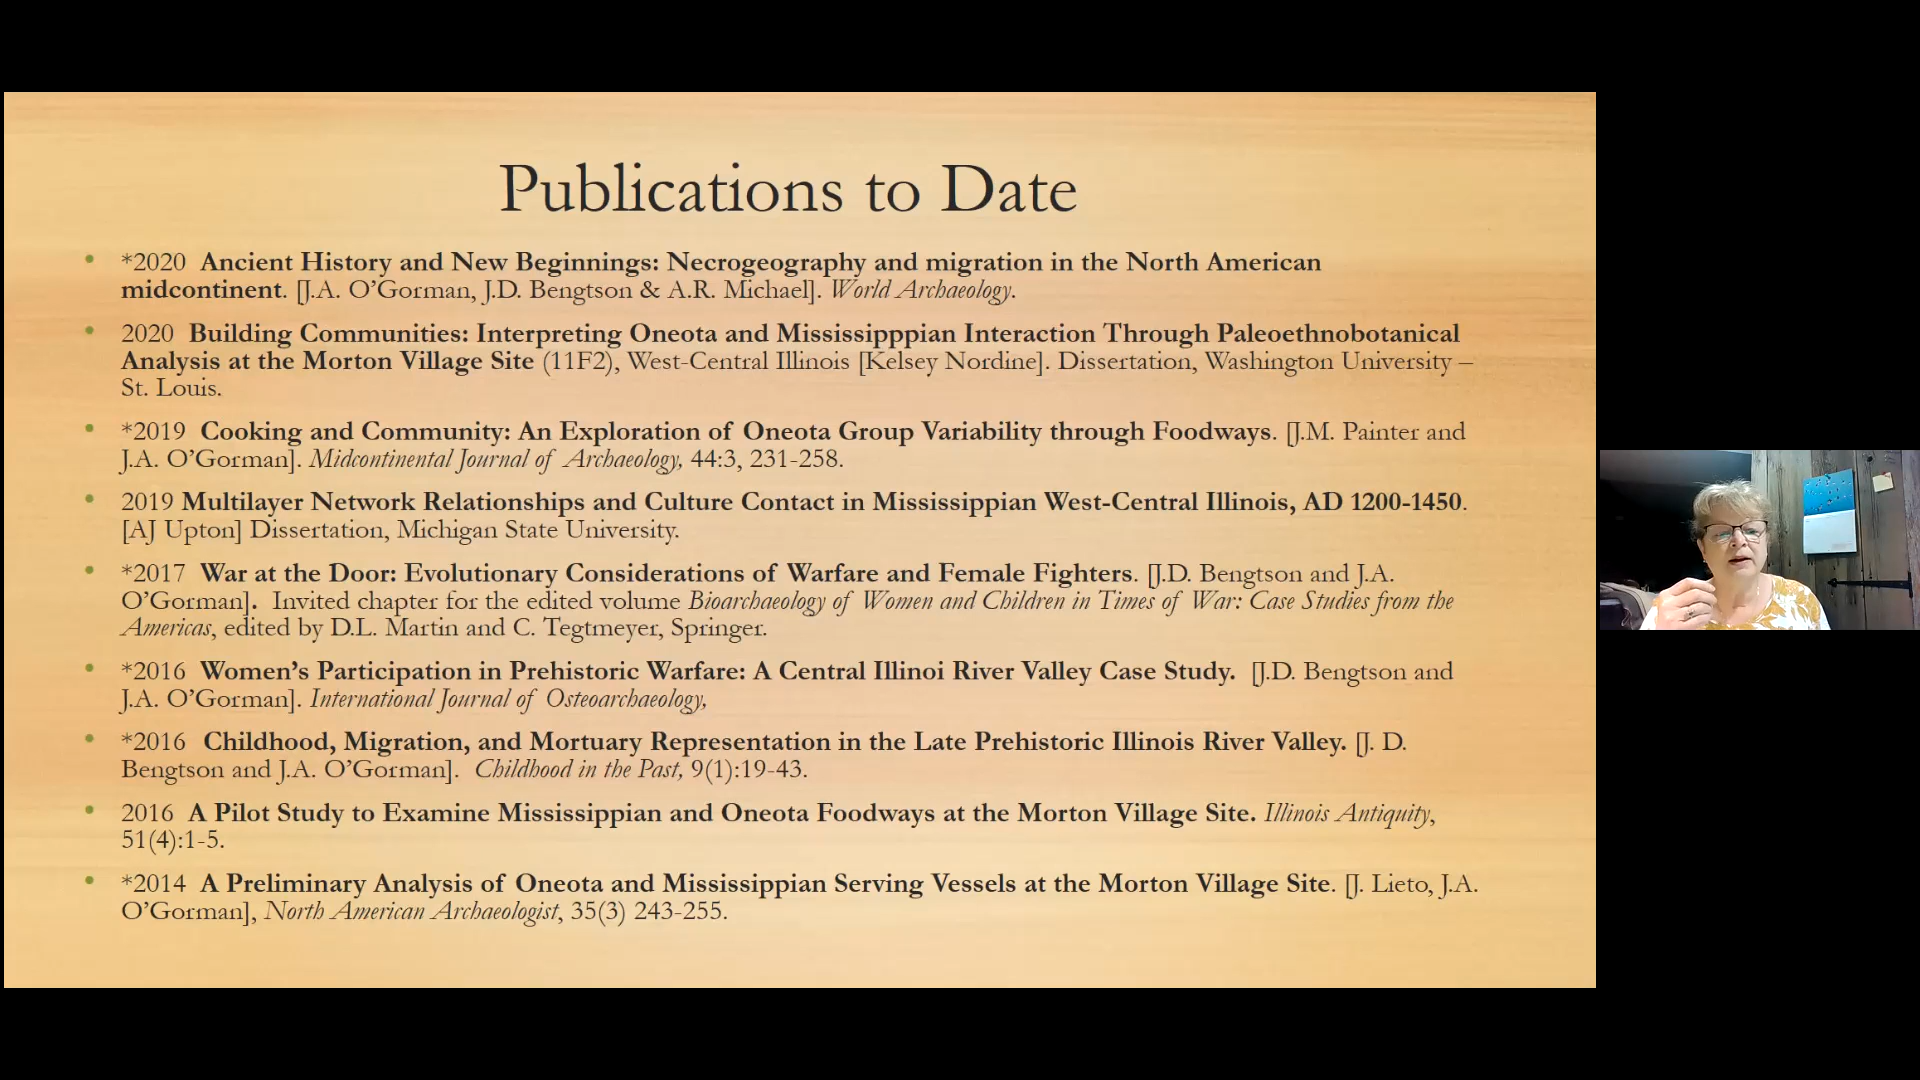 Publications to Date
• *2020 Ancient History and New Beginnings: Necrogeography and migration in the North American
midcontinent. [J.A. O’Gorman, J.D. Bengtson & A.R. Michael]. World Archaeology.
• 2020 Building Communities: Interpreting Oneota and Mississipppian Interaction Through Paleoethnobotanical
Analysis at the Morton Village Site (11F2), West-Central Illinois [Kelsey Nordine]. Dissertation, Washington University –
St. Louis.
• *2019 Cooking and Community: An Exploration of Oneota Group Variability through Foodways. [J.M. Painter and
J.A. O’Gorman]. Midcontinental Journal of Archaeology, 44:3, 231-258.
• 2019 Multilayer Network Relationships and Culture Contact in Mississippian West-Central Illinois, AD 1200-1450.
[AJ Upton] Dissertation, Michigan State University.
• *2017 War at the Door: Evolutionary Considerations of Warfare and Female Fighters. [J.D. Bengtson and J.A.
O’Gorman]. Invited chapter for the edited volume Bioarchaeology of Women and Children in Times of War: Case Studies from the
Americas, edited by D.L. Martin and C. Tegtmeyer, Springer.
• *2016 Women’s Participation in Prehistoric Warfare: A Central Illinoi River Valley Case Study. [J.D. Bengtson and
J.A. O’Gorman]. International Journal of Osteoarchaeology,
• *2016 Childhood, Migration, and Mortuary Representation in the Late Prehistoric Illinois River Valley. [J. D.
Bengtson and J.A. O’Gorman]. Childhood in the Past, 9(1):19-43.
• 2016 A Pilot Study to Examine Mississippian and Oneota Foodways at the Morton Village Site. Illinois Antiquity,
51(4):1-5.
• *2014 A Preliminary Analysis of Oneota and Mississippian Serving Vessels at the Morton Village Site. [J. Lieto, J.A.
O’Gorman], North American Archaeologist, 35(3) 243-255.